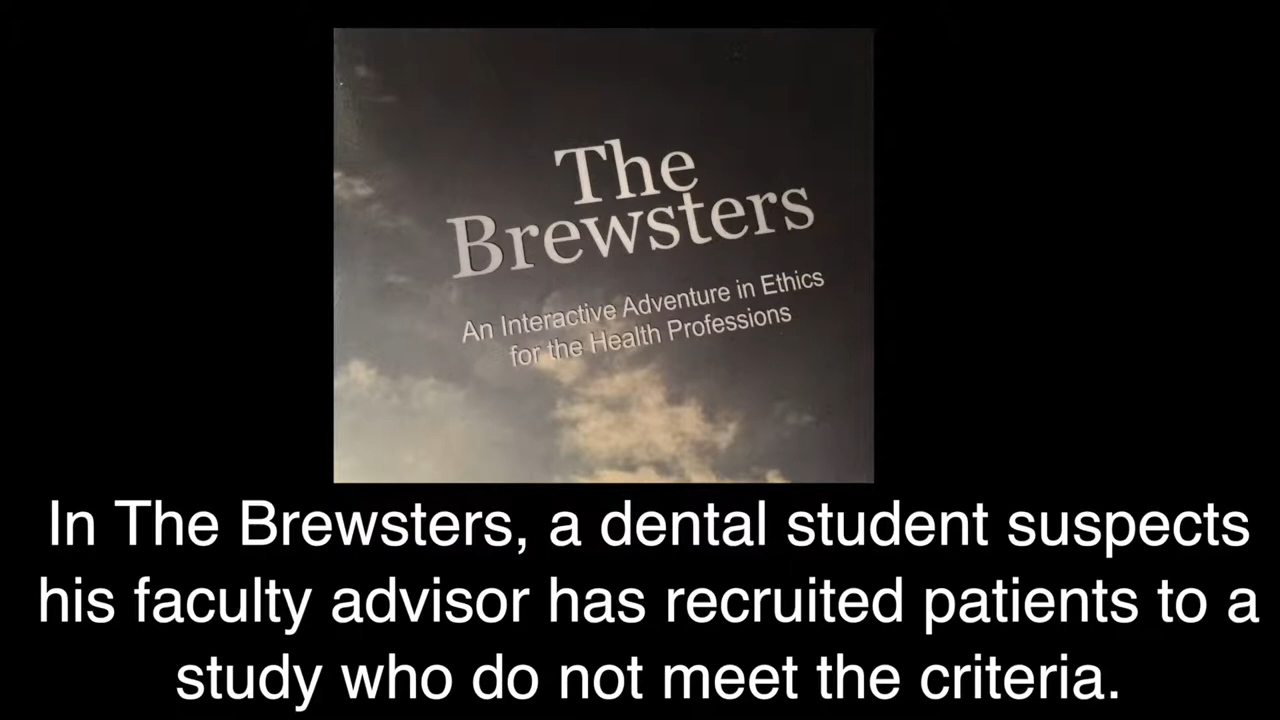 The
Brewsters
An Interactive Adventure in Ethics
for the Health Professions
In The Brewsters, a dental student suspects
his faculty advisor has recruited patients to a
study who do not meet the criteria.